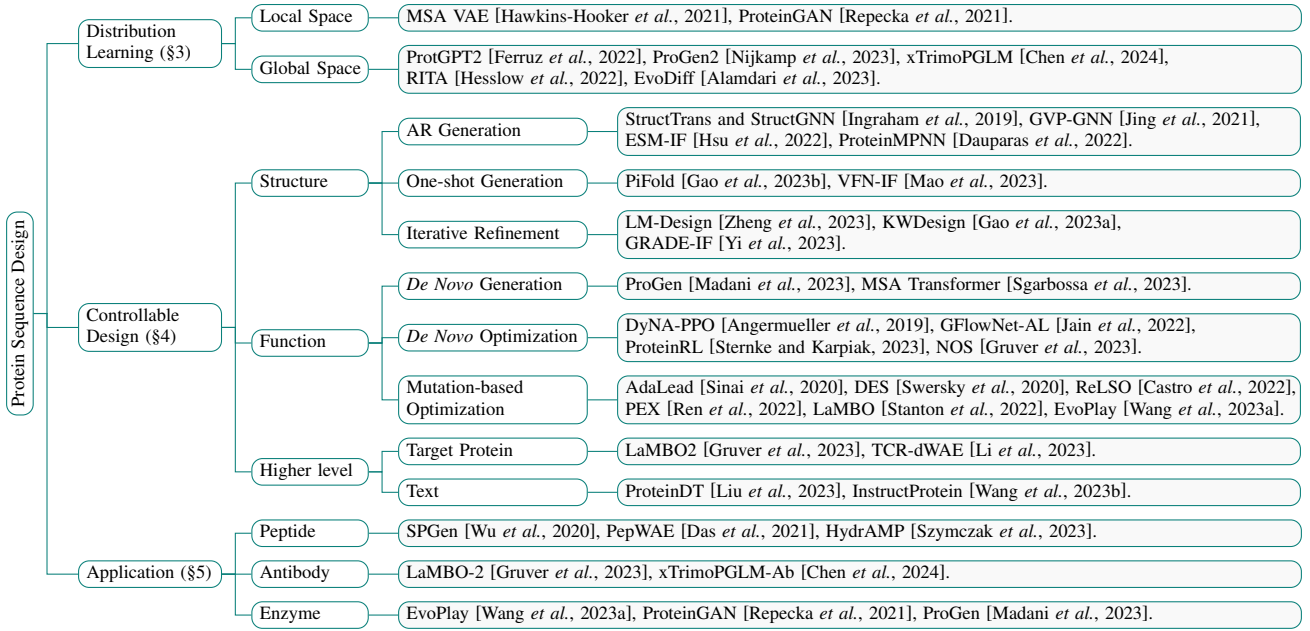 Protein Sequence Design
Distribution
Learning (§3)
Local Space
MSA VAE [Hawkins-Hooker et al., 2021], ProteinGAN [Repecka et al., 2021].
Global Space
ProtGPT2 [Ferruz et al., 2022], ProGen2 [Nijkamp et al., 2023], xTrimoPGLM [Chen et al., 2024],
RITA [Hesslow et al., 2022], EvoDiff [Alamdari et al., 2023].
Controllable
Design (§4)
Structure
AR Generation
StructTrans and StructGNN [Ingraham et al., 2019], GVP-GNN [Jing et al., 2021],
ESM-IF [Hsu et al., 2022], ProteinMPNN [Dauparas et al., 2022].
One-shot Generation
PiFold [Gao et al., 2023b], VFN-IF [Mao et al., 2023].
Iterative Refinement
LM-Design [Zheng et al., 2023], KWDesign [Gao et al., 2023a],
GRADE-IF [Yi et al., 2023].
Function
De Novo Generation
ProGen [Madani et al., 2023], MSA Transformer [Sgarbossa et al., 2023].
De Novo Optimization
DyNA-PPO [Angermueller et al., 2019], GFlowNet-AL [Jain et al., 2022],
ProteinRL [Sternke and Karpiak, 2023], NOS [Gruver et al., 2023].
Mutation-based
Optimization
AdaLead [Sinai et al., 2020], DES [Swersky et al., 2020], ReLSO [Castro et al., 2022],
PEX [Ren et al., 2022], LaMBO [Stanton et al., 2022], EvoPlay [Wang et al., 2023a].
Higher level
Target Protein
LaMBO2 [Gruver et al., 2023], TCR-dWAE [Li et al., 2023].
Text
ProteinDT [Liu et al., 2023], InstructProtein [Wang et al., 2023b].
Application (§5)
Peptide
SPGen [Wu et al., 2020], PepWAE [Das et al., 2021], HydrAMP [Szymczak et al., 2023].
Antibody
LaMBO-2 [Gruver et al., 2023], xTrimoPGLM-Ab [Chen et al., 2024].
Enzyme
EvoPlay [Wang et al., 2023a], ProteinGAN [Repecka et al., 2021], ProGen [Madani et al., 2023].